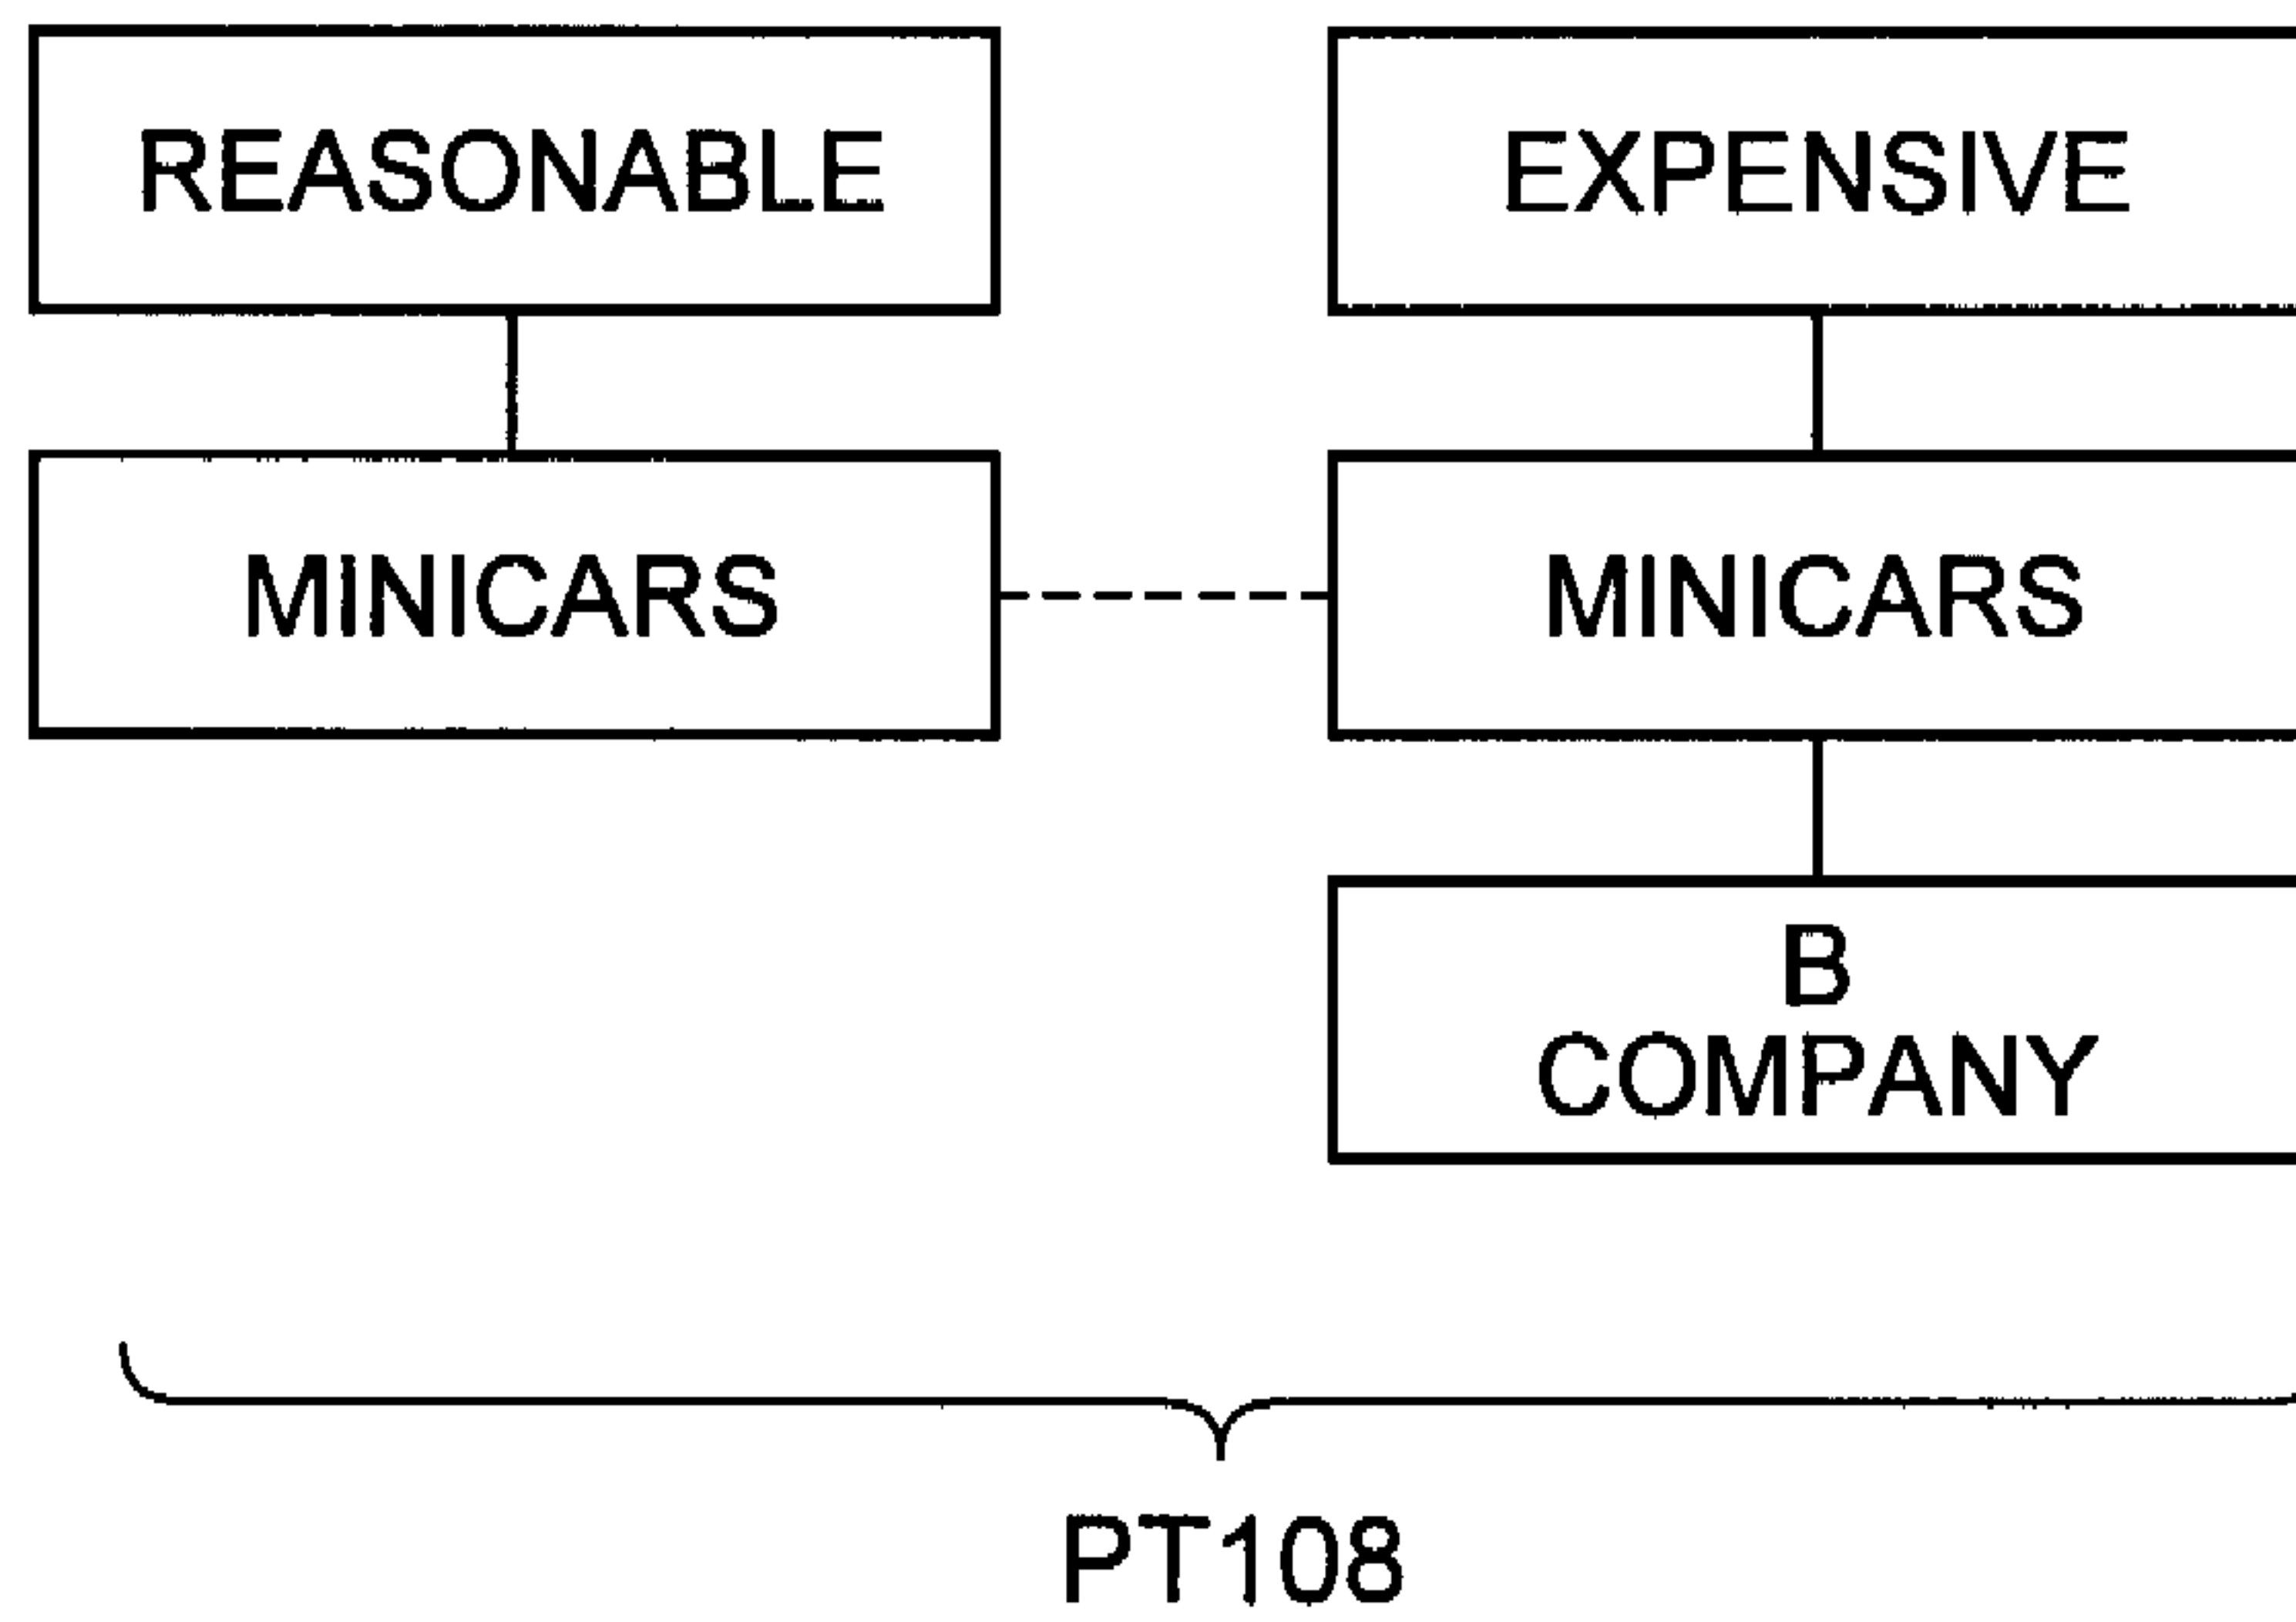 REASONABLE
EXPENSIVE
MINICARS
MINICARS
B
COMPANY
PT108